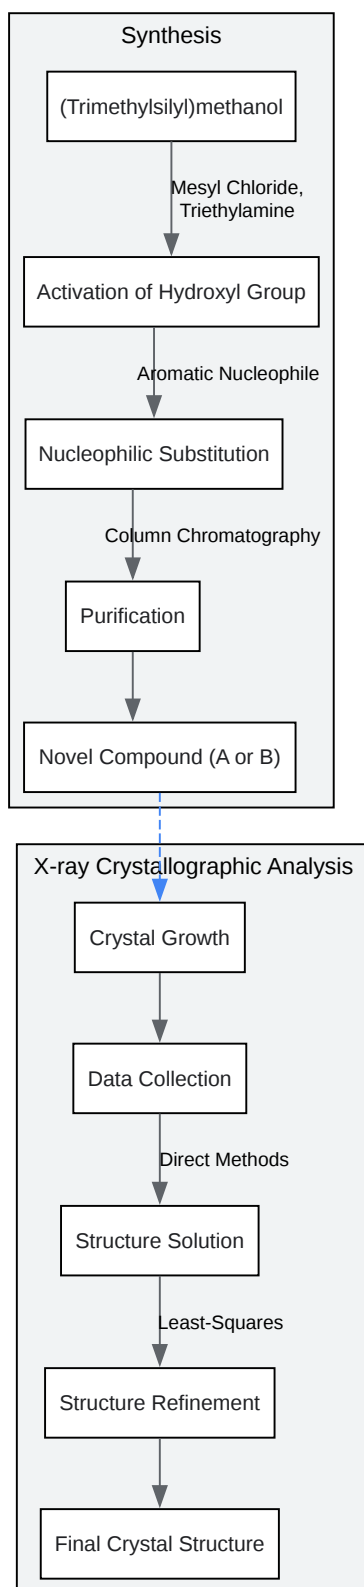 Synthesis
(Trimethylsilyl)methanol
Mesyl Chloride,
Triethylamine
Activation of Hydroxyl Group
Aromatic Nucleophile
Nucleophilic Substitution
Column Chromatography
Purification
Novel Compound (A or B)
X-ray Crystallographic Analysis
Crystal Growth
Data Collection
Direct Methods
Structure Solution
Least-Squares
Structure Refinement
Final Crystal Structure